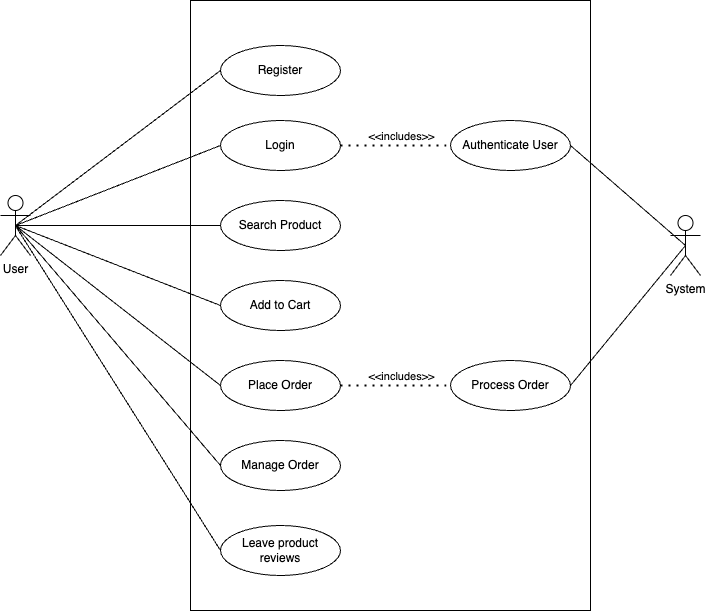 Register
Login
<<includes>>
Authenticate User
Search Product
User
System
Add to Cart
Place Order
<<includes>>
Process Order
Manage Order
Leave product
reviews